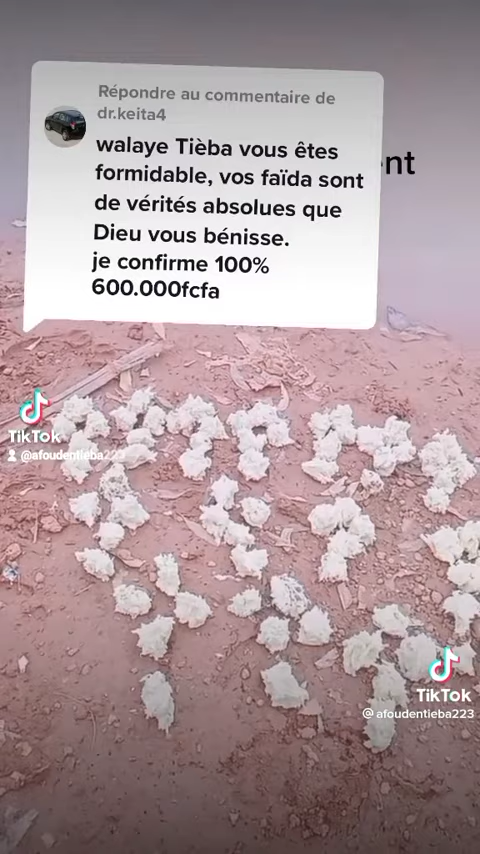 Répondre au commentaire de
dr.keita4
walaye Tièba vous êtes
formidable, vos faïda sont
de vérités absolues que
Dieu vous bénisse.
je confirme 100%
600.000fcfa
nt
TikTok
@afoudentieba223
TikTok
@ afoudentieba223